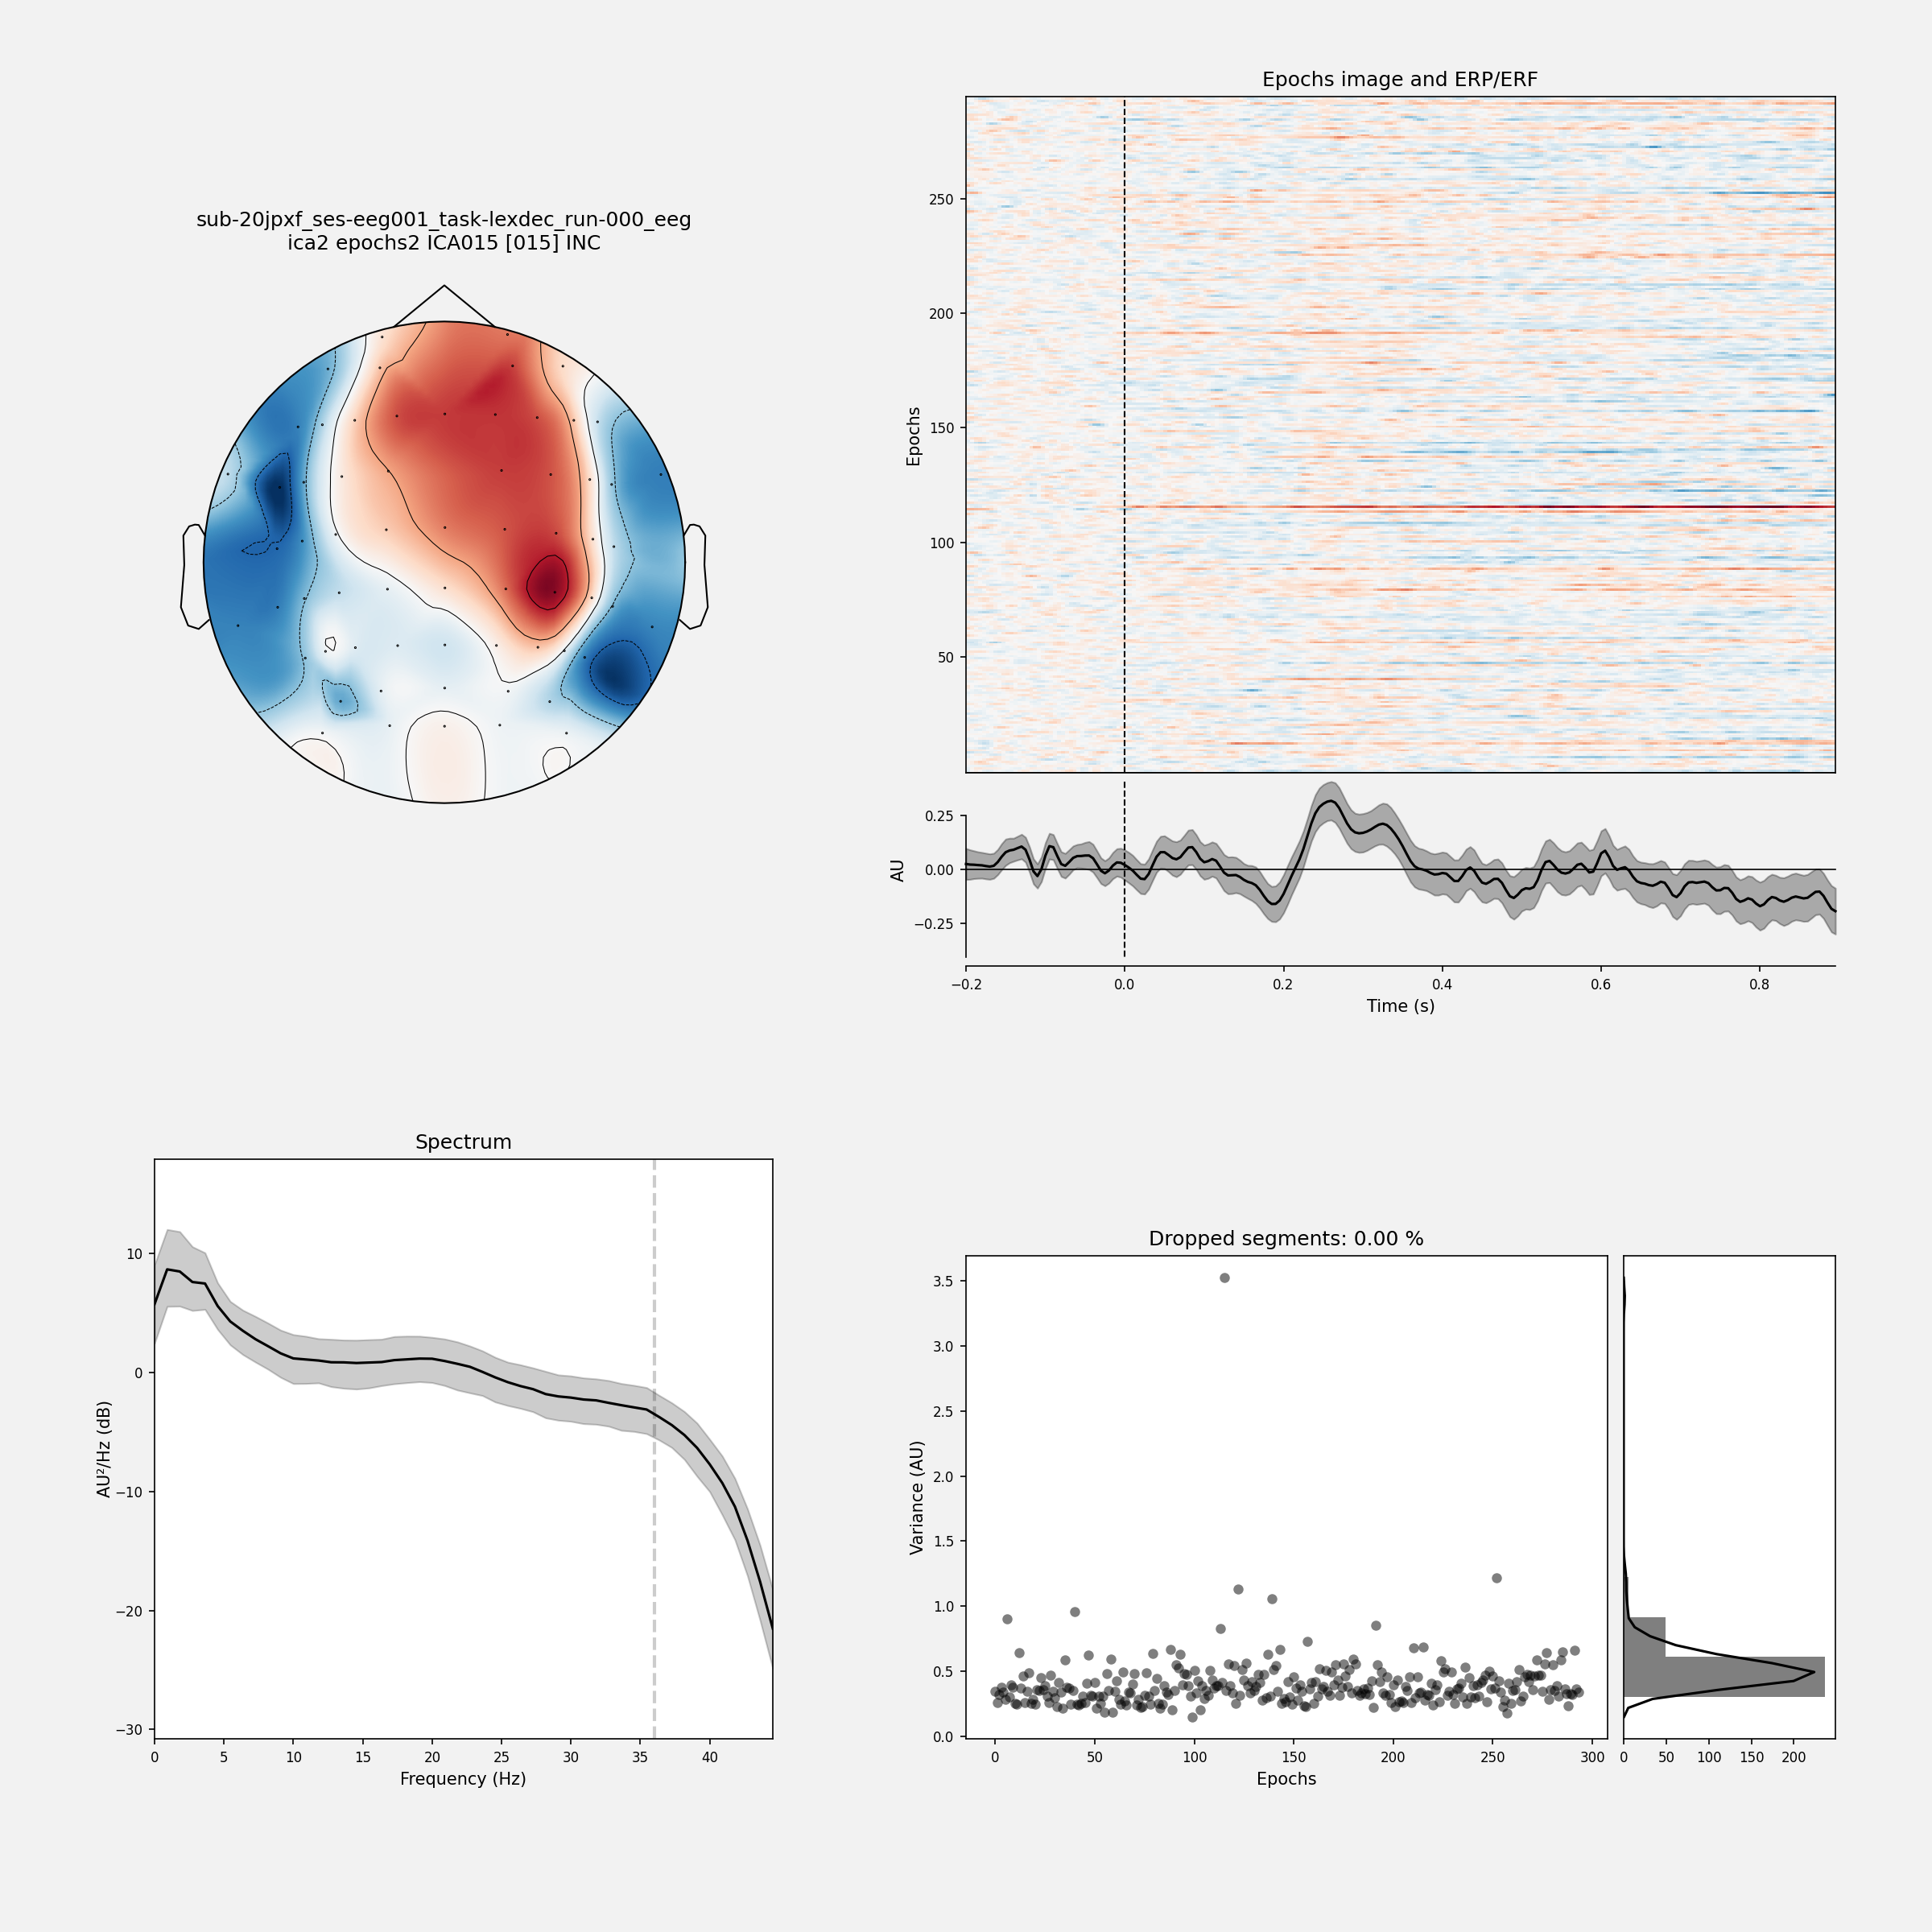 sub-20jpxf_ses-eeg001_task-lexdec_run-000_eeg
ica2 epochs2 ICA015 [015] INC
Epochs image and ERP/ERF
Epochs
250
200
150
100
50
AU
0.25
0.00
−0.25
−0.2 0.0 0.2 0.4 0.6 0.8
Time (s)
Spectrum
AU²/Hz (dB)
10
0
−10
−20
−30
0 5 10 15 20 25 30 35 40
Frequency (Hz)
Dropped segments: 0.00 %
Variance (AU)
3.5
3.0
2.5
2.0
1.5
1.0
0.5
0.0
0 50 100 150 200 250 300
Epochs
0 50 100 150 200